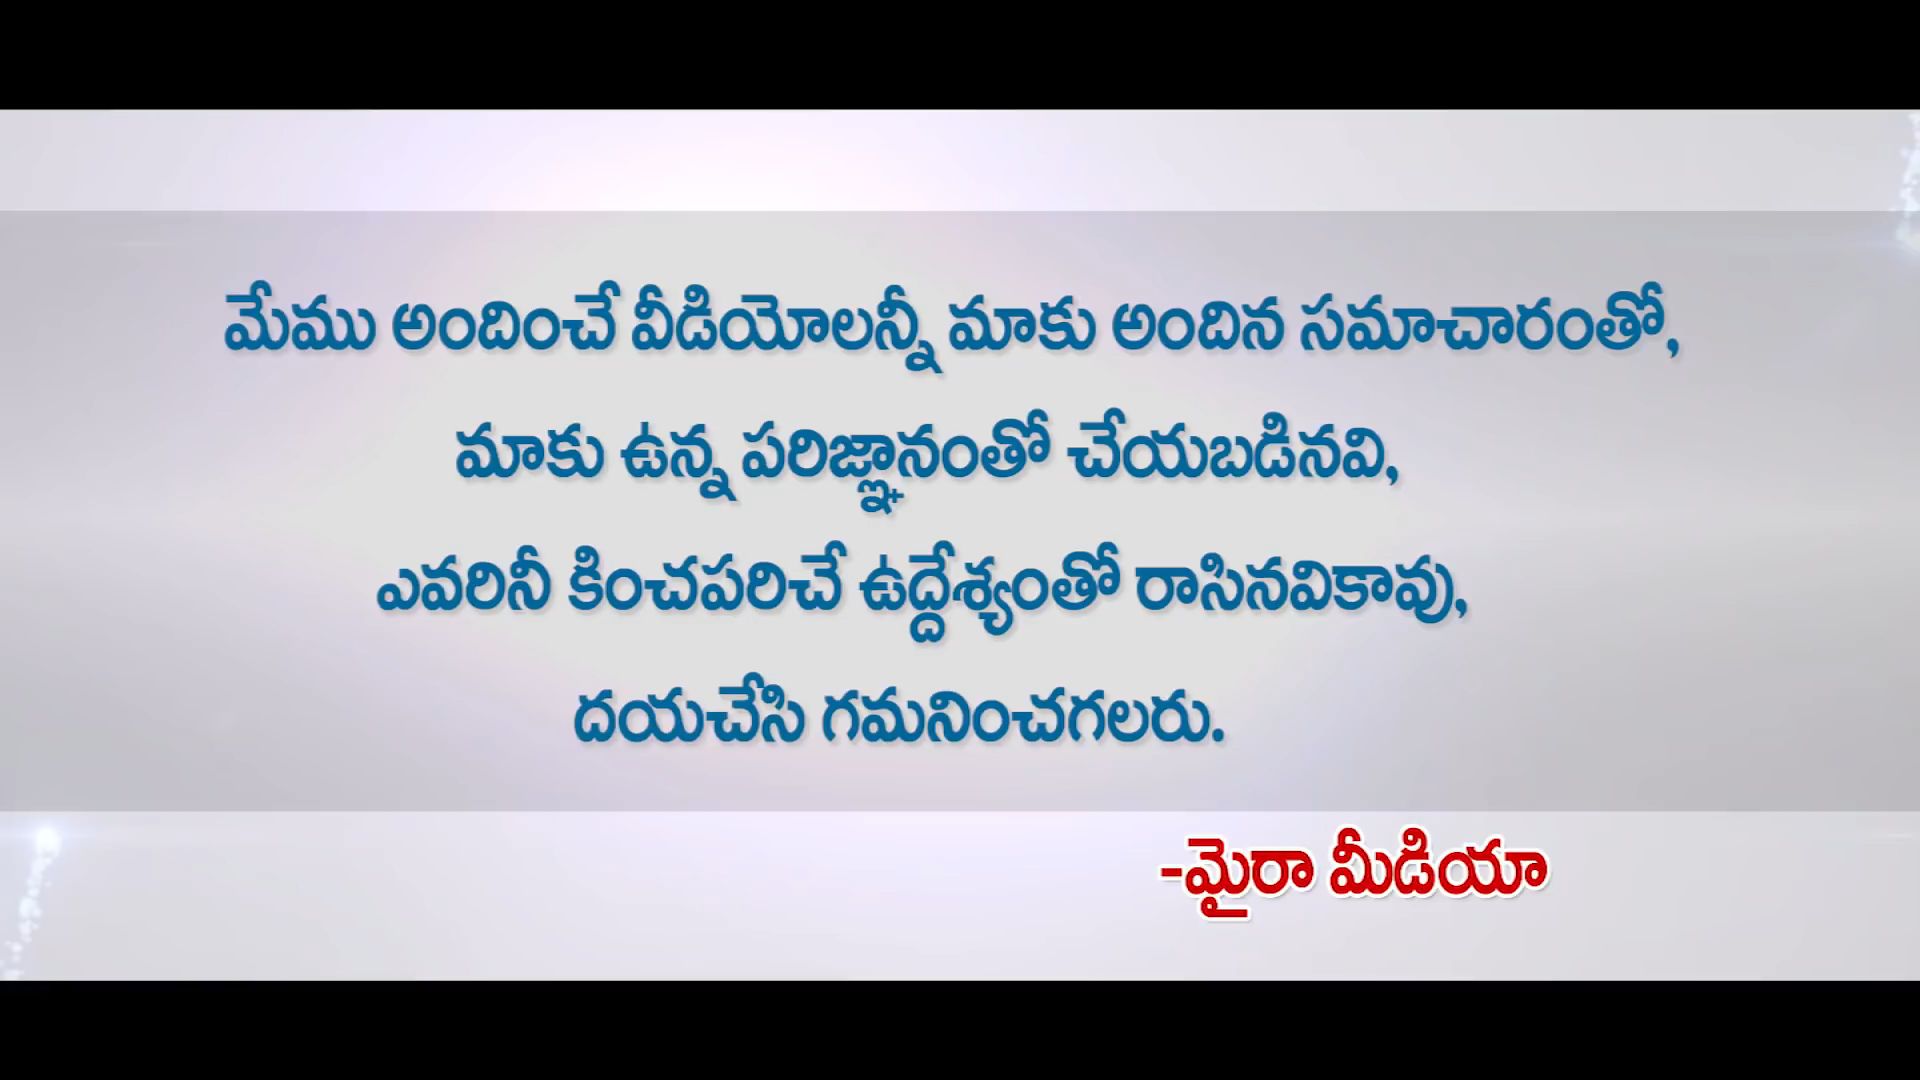 మేము అందించే వీడియోలన్నీ మాకు అందిన సమాచారంతో,
మాకు ఉన్న పరిజ్ఞానంతో చేయబడినవి,
ఎవరినీ కించపరిచే ఉద్దేశ్యంతో రాసినవికావు,
దయచేసి గమనించగలరు.
-మైరా మీడియా